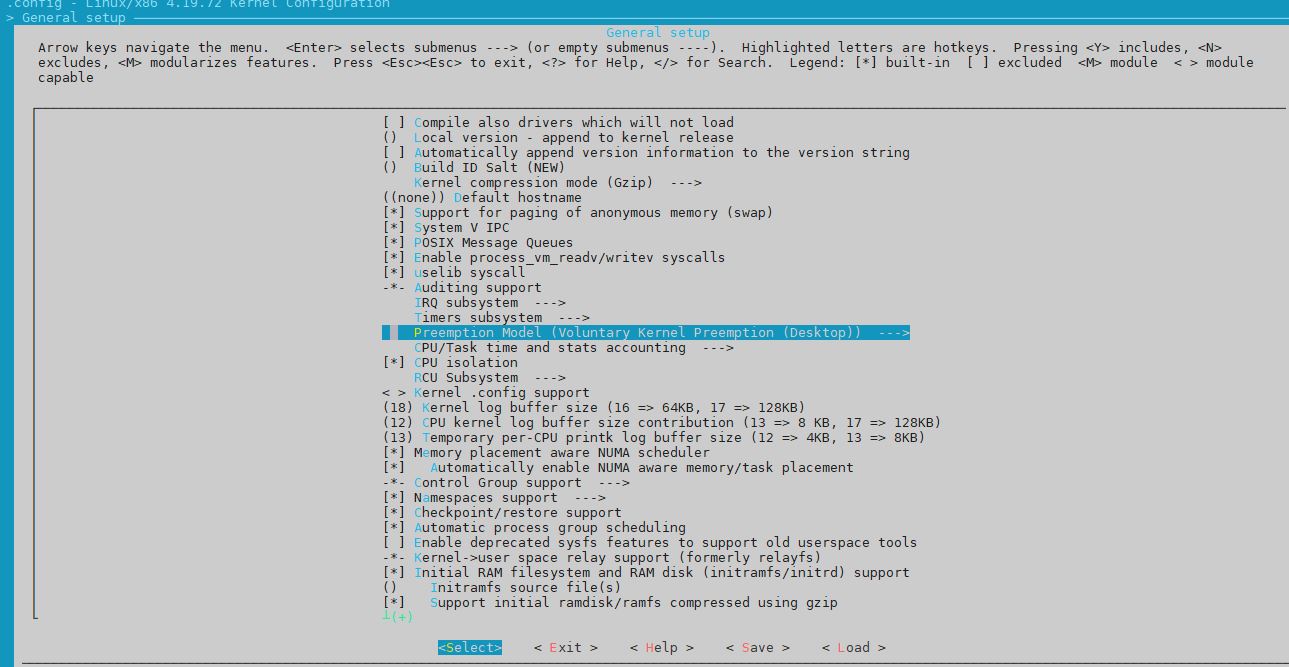 .config - Linux/x86 4.19.72 Kernel Configuration
> General setup
General setup
Arrow keys navigate the menu.  <Enter> selects submenus ---> (or empty submenus ----).  Highlighted letters are hotkeys.  Pressing <Y> includes, <N>
excludes, <M> modularizes features.  Press <Esc><Esc> to exit, <?> for Help, </> for Search.  Legend: [*] built-in  [ ] excluded  <M> module  < > module
capable
[ ] Compile also drivers which will not load
()  Local version - append to kernel release
[ ] Automatically append version information to the version string
()  Build ID Salt (NEW)
    Kernel compression mode (Gzip)  --->
((none)) Default hostname
[*] Support for paging of anonymous memory (swap)
[*] System V IPC
[*] POSIX Message Queues
[*] Enable process_vm_readv/writev syscalls
[*] uselib syscall
-*- Auditing support
    IRQ subsystem  --->
    Timers subsystem  --->
    Preemption Model (Voluntary Kernel Preemption (Desktop))  --->
    CPU/Task time and stats accounting  --->
[*] CPU isolation
    RCU Subsystem  --->
< > Kernel .config support
(18) Kernel log buffer size (16 => 64KB, 17 => 128KB)
(12) CPU kernel log buffer size contribution (13 => 8 KB, 17 => 128KB)
(13) Temporary per-CPU printk log buffer size (12 => 4KB, 13 => 8KB)
[*] Memory placement aware NUMA scheduler
[*]   Automatically enable NUMA aware memory/task placement
-*- Control Group support  --->
[*] Namespaces support  --->
[*] Checkpoint/restore support
[*] Automatic process group scheduling
[ ] Enable deprecated sysfs features to support old userspace tools
-*- Kernel->user space relay support (formerly relayfs)
[*] Initial RAM filesystem and RAM disk (initramfs/initrd) support
()    Initramfs source file(s)
[*]   Support initial ramdisk/ramfs compressed using gzip
┴(+)
<Select>    < Exit >    < Help >    < Save >    < Load >